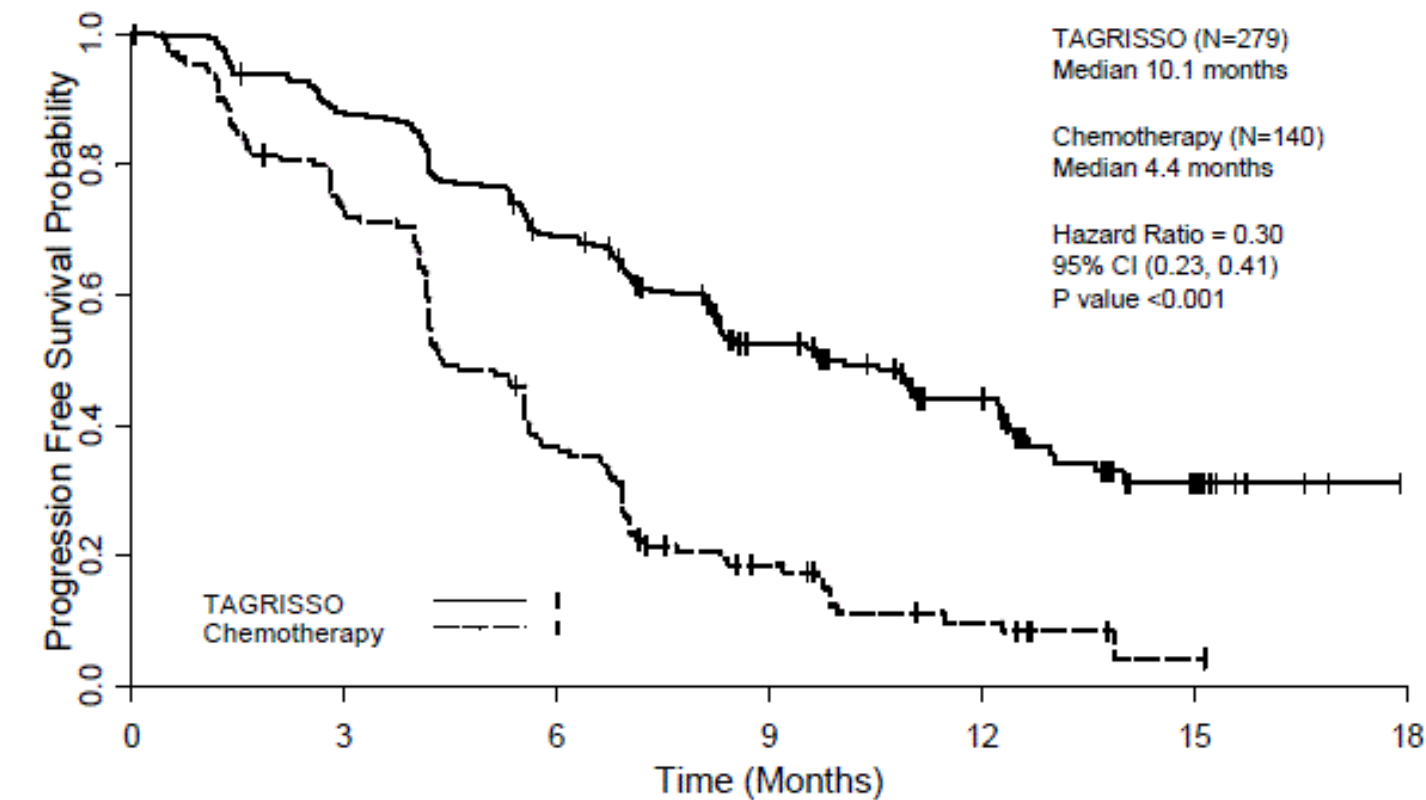 Progression Free Survival Probability
1.0
0.8
0.6
0.4
0.2
0.0
TAGRISSO (N=279)
Median 10.1 months
Chemotherapy (N=140)
Median 4.4 months
Hazard Ratio = 0.30
95% CI (0.23, 0.41)
P value <0.001
TAGRISSO
Chemotherapy
0 3 6 9 12 15 18
Time (Months)